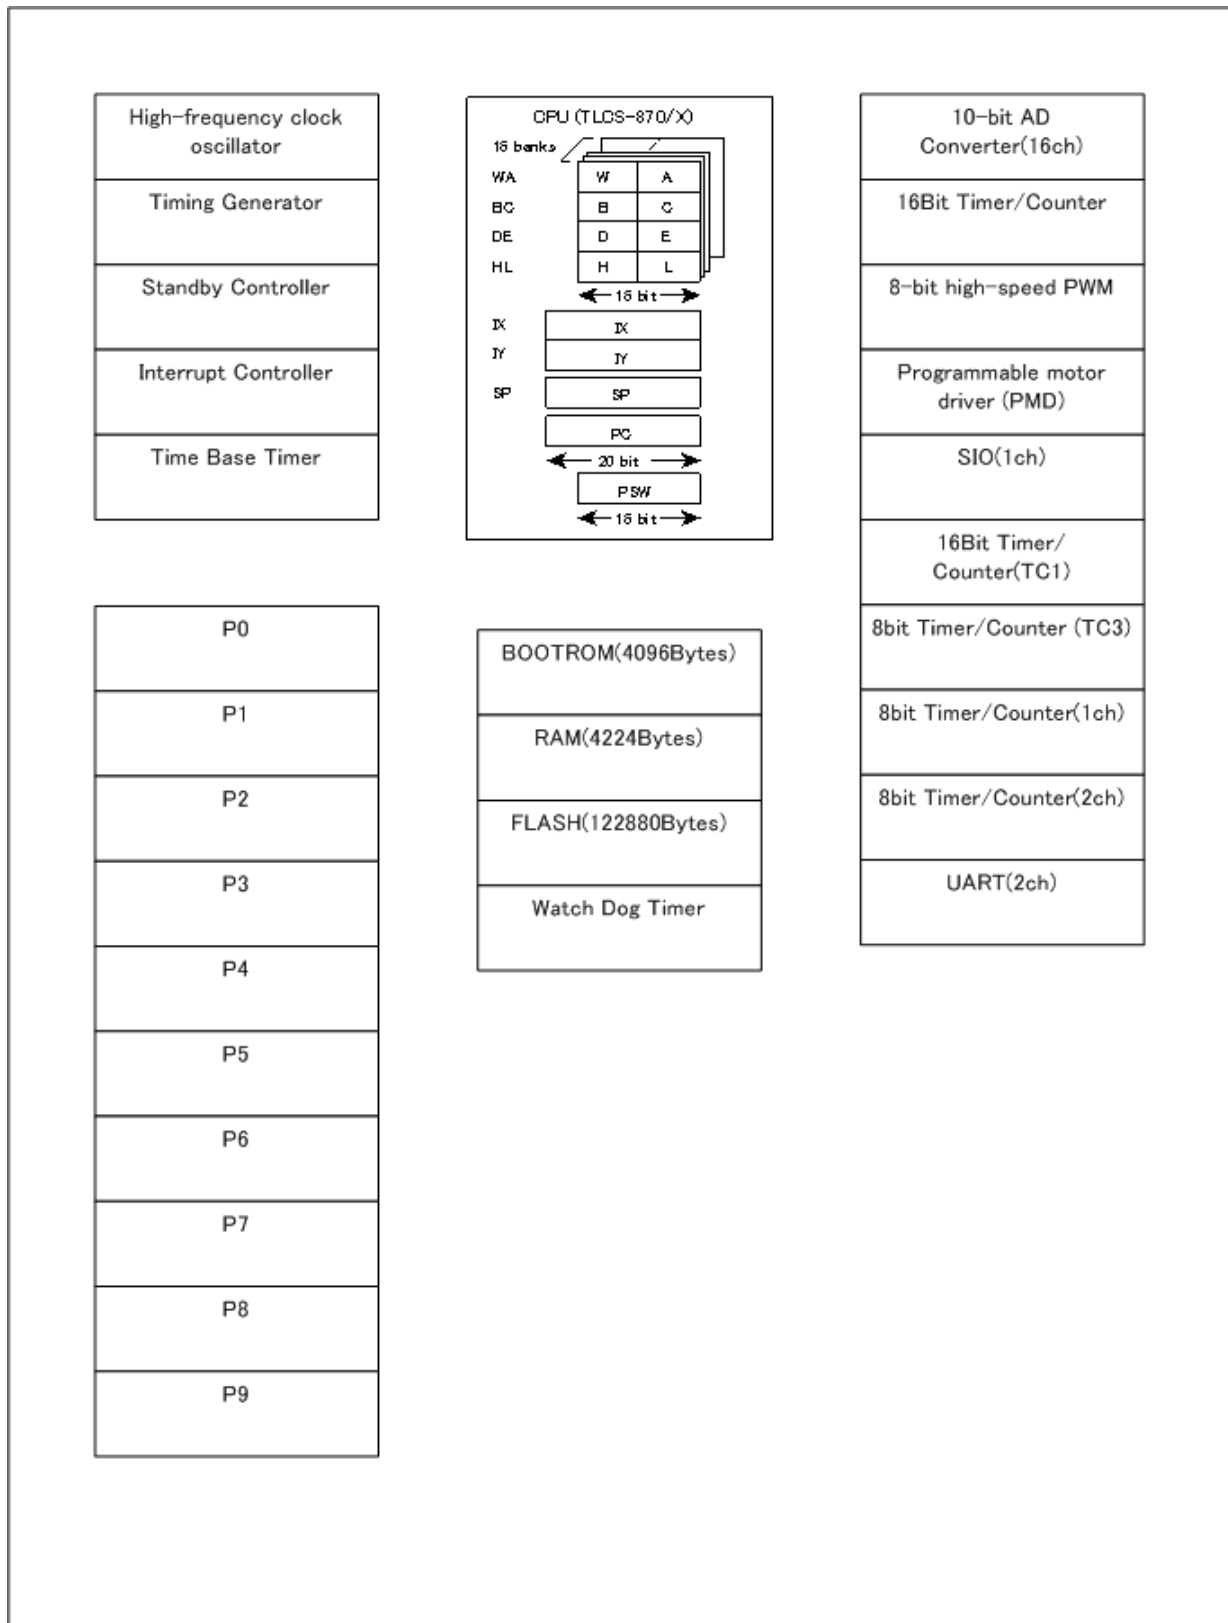 High-frequency clock
oscillator
Timing Generator
Standby Controller
Interrupt Controller
Time Base Timer
P0
P1
P2
P3
P4
P5
P6
P7
P8
P9
CPU (TLCS-870/X)
16 banks
WA W A
BC B C
DE D E
HL H L
16 bit
IX IX
IY IY
SP SP
PC
20 bit
PSW
16 bit
BOOTROM(4096Bytes)
RAM(4224Bytes)
FLASH(122880Bytes)
Watch Dog Timer
10-bit AD
Converter(16ch)
16Bit Timer/Counter
8-bit high-speed PWM
Programmable motor
driver (PMD)
SIO(1ch)
16Bit Timer/
Counter(TC1)
8bit Timer/Counter (TC3)
8bit Timer/Counter(1ch)
8bit Timer/Counter(2ch)
UART(2ch)